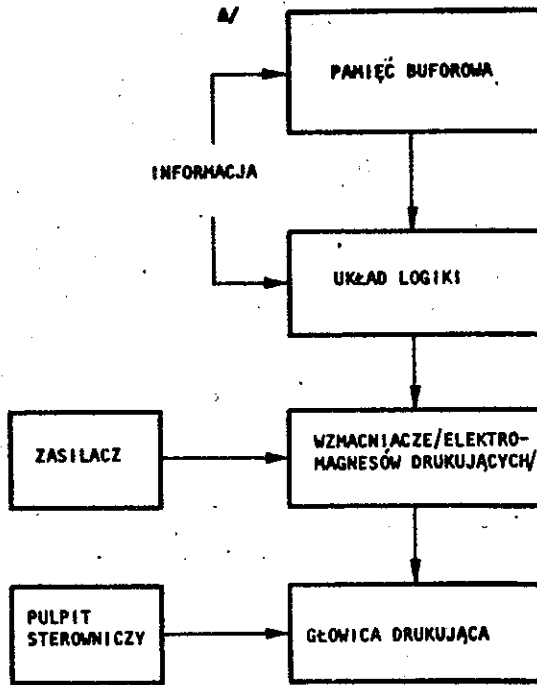 A/
PAMIĘĆ BUFOROWA
INFORMACJA
UKŁAD LOGIKI
ZASILACZ
WZMACNIACZE/ELEKTRO-
MAGNESÓW DRUKUJĄCYCH/
PULPIT
STEROWNICZY
GŁOWICA DRUKUJĄCA